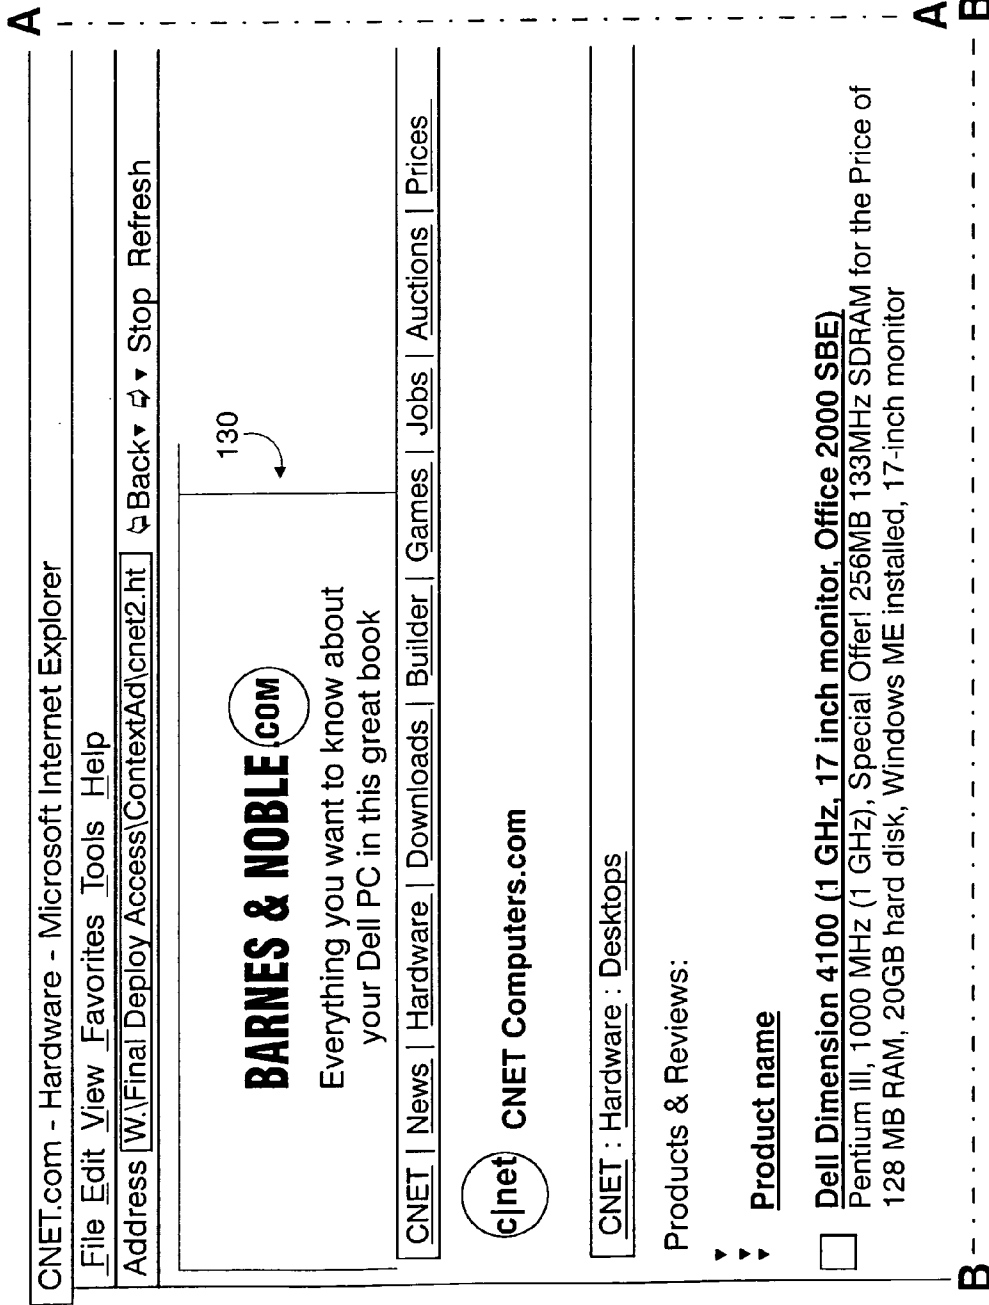 A
CNET.com - Hardware - Microsoft Internet Explorer
File Edit View Favorites Tools Help
Address W.\Final Deploy Access\ContextAd\cnet2.ht Back Stop Refresh
130
BARNES & NOBLE.COM
Everything you want to know about
your Dell PC in this great book
CNET | News | Hardware | Downloads | Builder | Games | Jobs | Auctions | Prices
c|net CNET Computers.com
CNET : Hardware : Desktops
Products & Reviews:
Product name
Dell Dimension 4100 (1 GHz, 17 inch monitor, Office 2000 SBE)
Pentium III, 1000 MHz (1 GHz), Special Offer! 256MB 133MHz SDRAM for the Price of
128 MB RAM, 20GB hard disk, Windows ME installed, 17-inch monitor
A
B
B